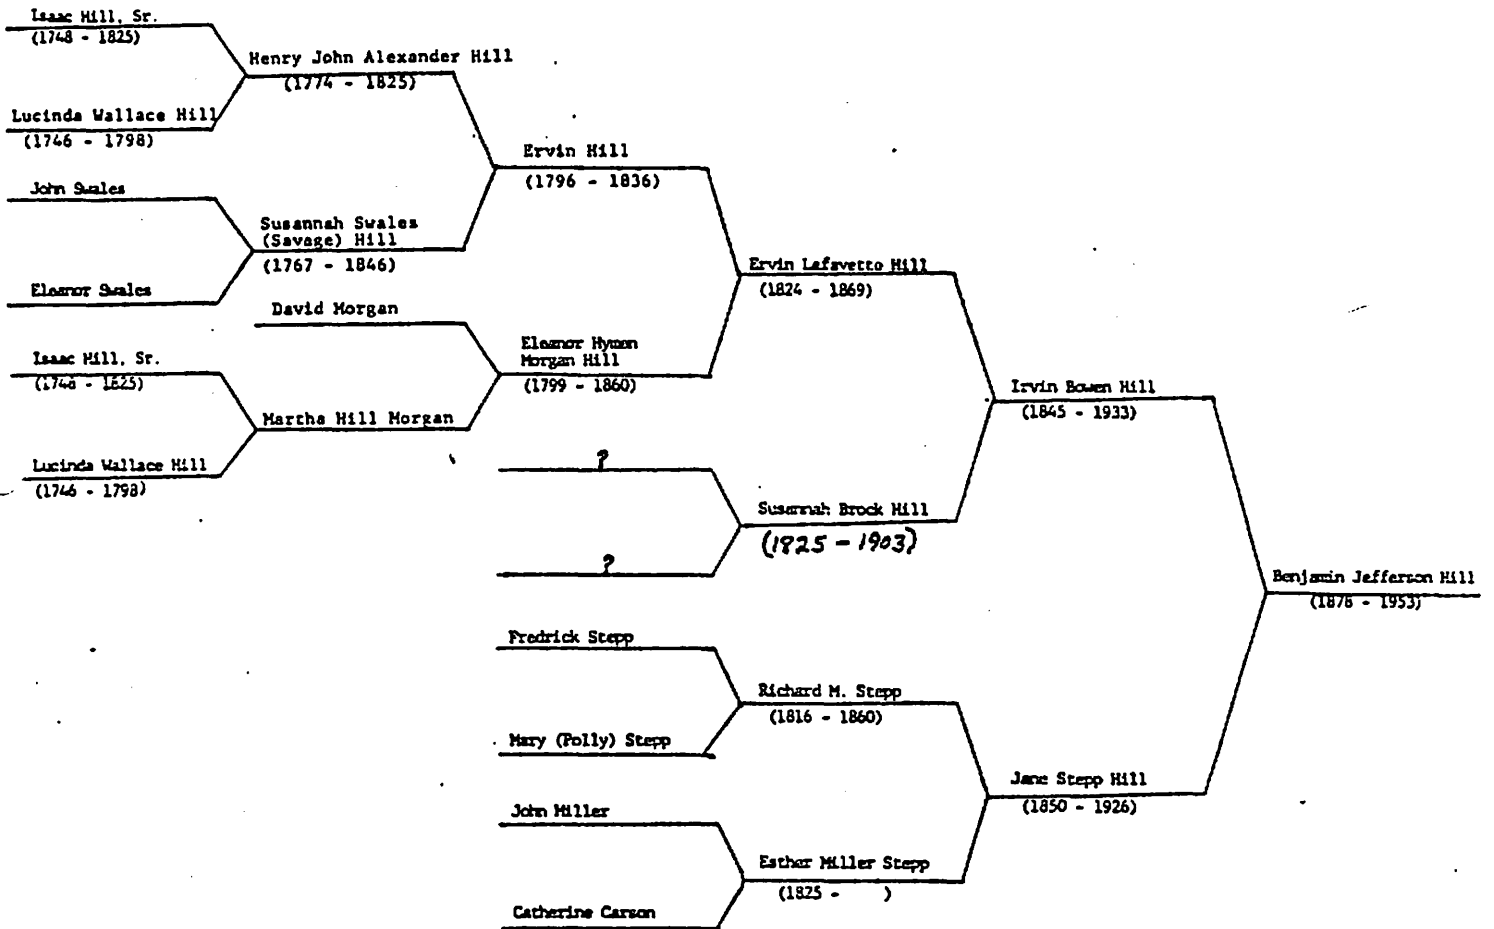 Isaac Hill, Sr.
(1748 - 1825)
Henry John Alexander Hill
(1774 - 1825)
Lucinda Wallace Hill
(1746 - 1798)
Ervin Hill
(1796 - 1836)
John Swales
Susannah Swales
(Savage) Hill
(1767 - 1846)
Eleanor Swales
Ervin Lafayetto Hill
(1824 - 1869)
David Morgan
Eleanor Hymon
Morgan Hill
(1799 - 1860)
Isaac Hill, Sr.
(1748 - 1825)
Martha Hill Morgan
Lucinda Wallace Hill
(1746 - 1798)
Irvin Bowen Hill
(1845 - 1933)
?
Susannah Brock Hill
(1825 - 1903)
?
Benjamin Jefferson Hill
(1878 - 1953)
Fredrick Stepp
Richard M. Stepp
(1816 - 1860)
Mary (Polly) Stepp
Jane Stepp Hill
(1850 - 1926)
John Miller
Esther Miller Stepp
(1825 - )
Catherine Carson